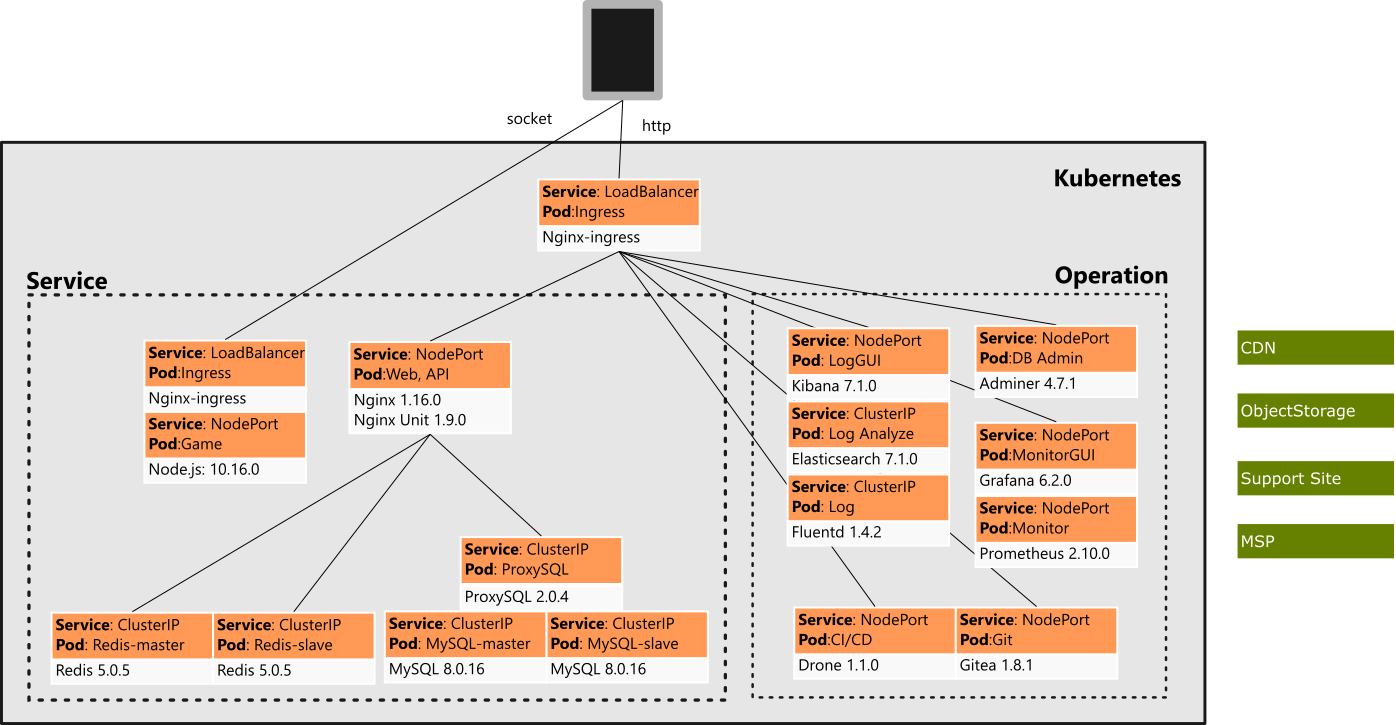 socket
http
Kubernetes
Service: LoadBalancer
Pod:Ingress
Nginx-ingress
Service
Operation
Service: LoadBalancer
Pod:Ingress
Nginx-ingress
Service: NodePort
Pod:Game
Node.js: 10.16.0
Service: NodePort
Pod:Web, API
Nginx 1.16.0
Nginx Unit 1.9.0
Service: ClusterIP
Pod: ProxySQL
ProxySQL 2.0.4
Service: ClusterIP
Pod: Redis-master
Redis 5.0.5
Service: ClusterIP
Pod: Redis-slave
Redis 5.0.5
Service: ClusterIP
Pod: MySQL-master
MySQL 8.0.16
Service: ClusterIP
Pod: MySQL-slave
MySQL 8.0.16
Service: NodePort
Pod: LogGUI
Kibana 7.1.0
Service: ClusterIP
Pod: Log Analyze
Elasticsearch 7.1.0
Service: ClusterIP
Pod: Log
Fluentd 1.4.2
Service: NodePort
Pod:DB Admin
Adminer 4.7.1
Service: NodePort
Pod:MonitorGUI
Grafana 6.2.0
Service: NodePort
Pod:Monitor
Prometheus 2.10.0
Service: NodePort
Pod:CI/CD
Drone 1.1.0
Service: NodePort
Pod:Git
Gitea 1.8.1
CDN
ObjectStorage
Support Site
MSP